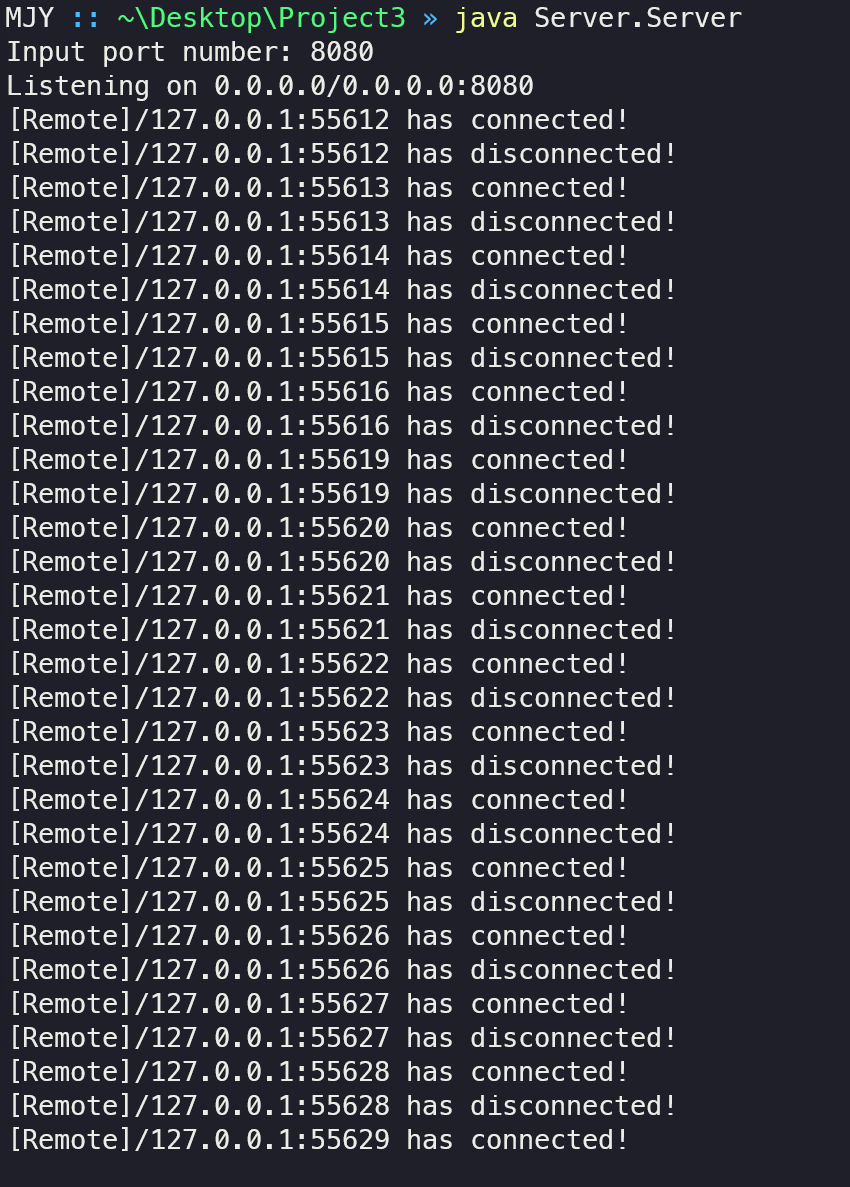 MJY :: ~\Desktop\Project3 » java Server.Server
Input port number: 8080
Listening on 0.0.0.0/0.0.0.0:8080
[Remote]/127.0.0.1:55612 has connected!
[Remote]/127.0.0.1:55612 has disconnected!
[Remote]/127.0.0.1:55613 has connected!
[Remote]/127.0.0.1:55613 has disconnected!
[Remote]/127.0.0.1:55614 has connected!
[Remote]/127.0.0.1:55614 has disconnected!
[Remote]/127.0.0.1:55615 has connected!
[Remote]/127.0.0.1:55615 has disconnected!
[Remote]/127.0.0.1:55616 has connected!
[Remote]/127.0.0.1:55616 has disconnected!
[Remote]/127.0.0.1:55619 has connected!
[Remote]/127.0.0.1:55619 has disconnected!
[Remote]/127.0.0.1:55620 has connected!
[Remote]/127.0.0.1:55620 has disconnected!
[Remote]/127.0.0.1:55621 has connected!
[Remote]/127.0.0.1:55621 has disconnected!
[Remote]/127.0.0.1:55622 has connected!
[Remote]/127.0.0.1:55622 has disconnected!
[Remote]/127.0.0.1:55623 has connected!
[Remote]/127.0.0.1:55623 has disconnected!
[Remote]/127.0.0.1:55624 has connected!
[Remote]/127.0.0.1:55624 has disconnected!
[Remote]/127.0.0.1:55625 has connected!
[Remote]/127.0.0.1:55625 has disconnected!
[Remote]/127.0.0.1:55626 has connected!
[Remote]/127.0.0.1:55626 has disconnected!
[Remote]/127.0.0.1:55627 has connected!
[Remote]/127.0.0.1:55627 has disconnected!
[Remote]/127.0.0.1:55628 has connected!
[Remote]/127.0.0.1:55628 has disconnected!
[Remote]/127.0.0.1:55629 has connected!